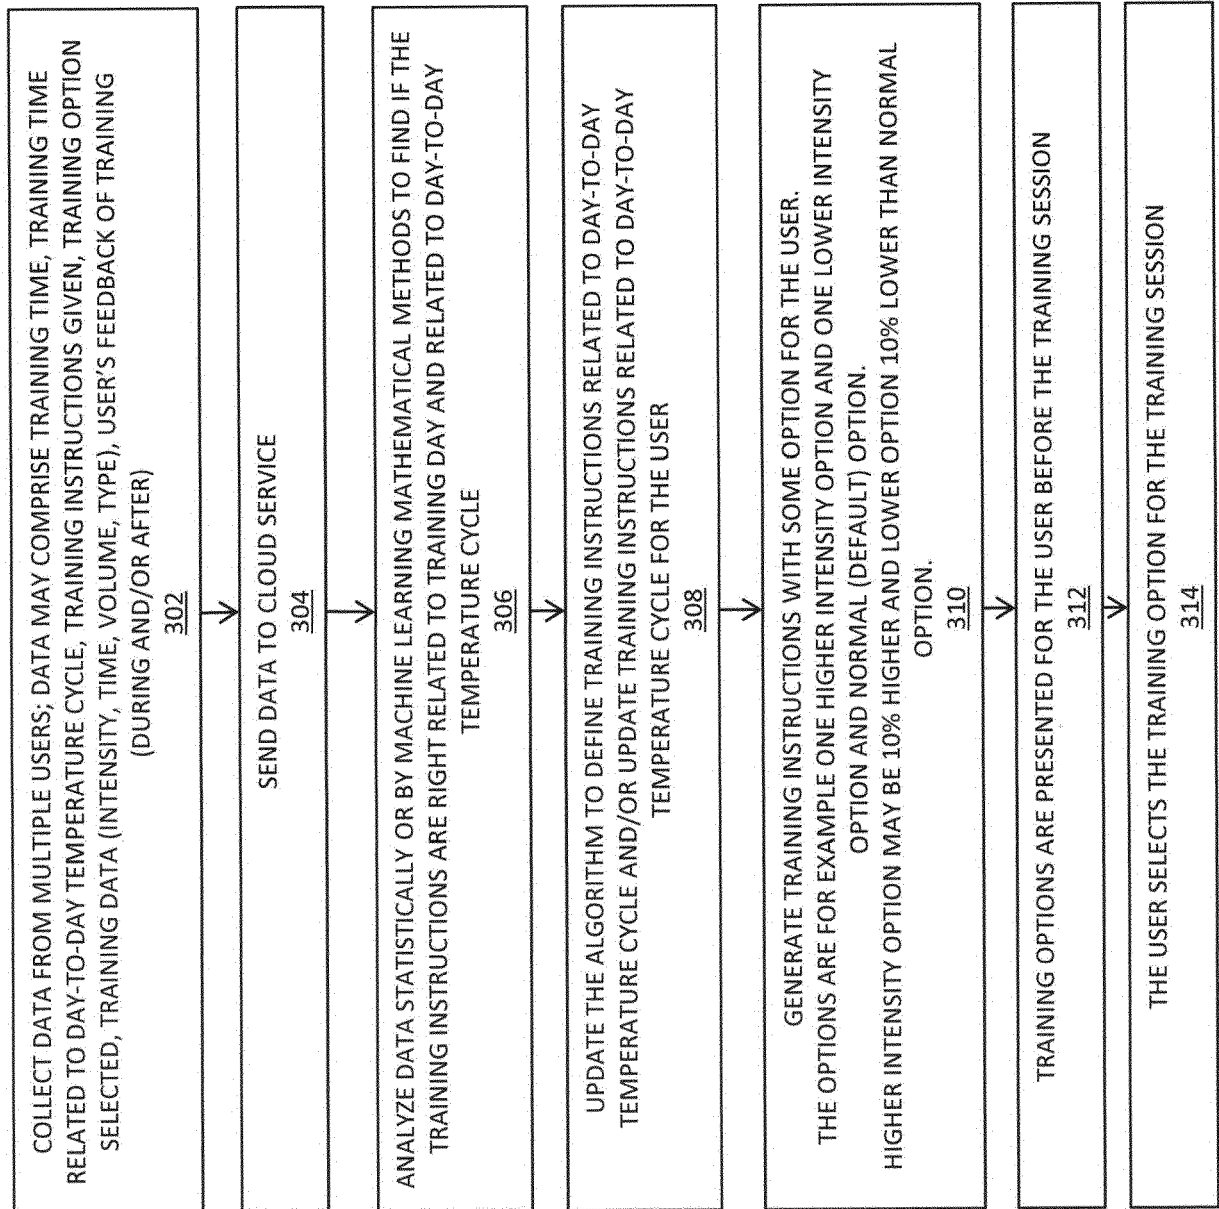 COLLECT DATA FROM MULTIPLE USERS; DATA MAY COMPRISE TRAINING TIME, TRAINING TIME
RELATED TO DAY-TO-DAY TEMPERATURE CYCLE, TRAINING INSTRUCTIONS GIVEN, TRAINING OPTION
SELECTED, TRAINING DATA (INTENSITY, TIME, VOLUME, TYPE), USER'S FEEDBACK OF TRAINING
(DURING AND/OR AFTER)
302
SEND DATA TO CLOUD SERVICE
304
ANALYZE DATA STATISTICALLY OR BY MACHINE LEARNING MATHEMATICAL METHODS TO FIND IF THE
TRAINING INSTRUCTIONS ARE RIGHT RELATED TO TRAINING DAY AND RELATED TO DAY-TO-DAY
TEMPERATURE CYCLE
306
UPDATE THE ALGORITHM TO DEFINE TRAINING INSTRUCTIONS RELATED TO DAY-TO-DAY
TEMPERATURE CYCLE AND/OR UPDATE TRAINING INSTRUCTIONS RELATED TO DAY-TO-DAY
TEMPERATURE CYCLE FOR THE USER
308
GENERATE TRAINING INSTRUCTIONS WITH SOME OPTION FOR THE USER.
THE OPTIONS ARE FOR EXAMPLE ONE HIGHER INTENSITY OPTION AND ONE LOWER INTENSITY
OPTION AND NORMAL (DEFAULT) OPTION.
HIGHER INTENSITY OPTION MAY BE 10% HIGHER AND LOWER OPTION 10% LOWER THAN NORMAL
OPTION.
310
TRAINING OPTIONS ARE PRESENTED FOR THE USER BEFORE THE TRAINING SESSION
312
THE USER SELECTS THE TRAINING OPTION FOR THE TRAINING SESSION
314